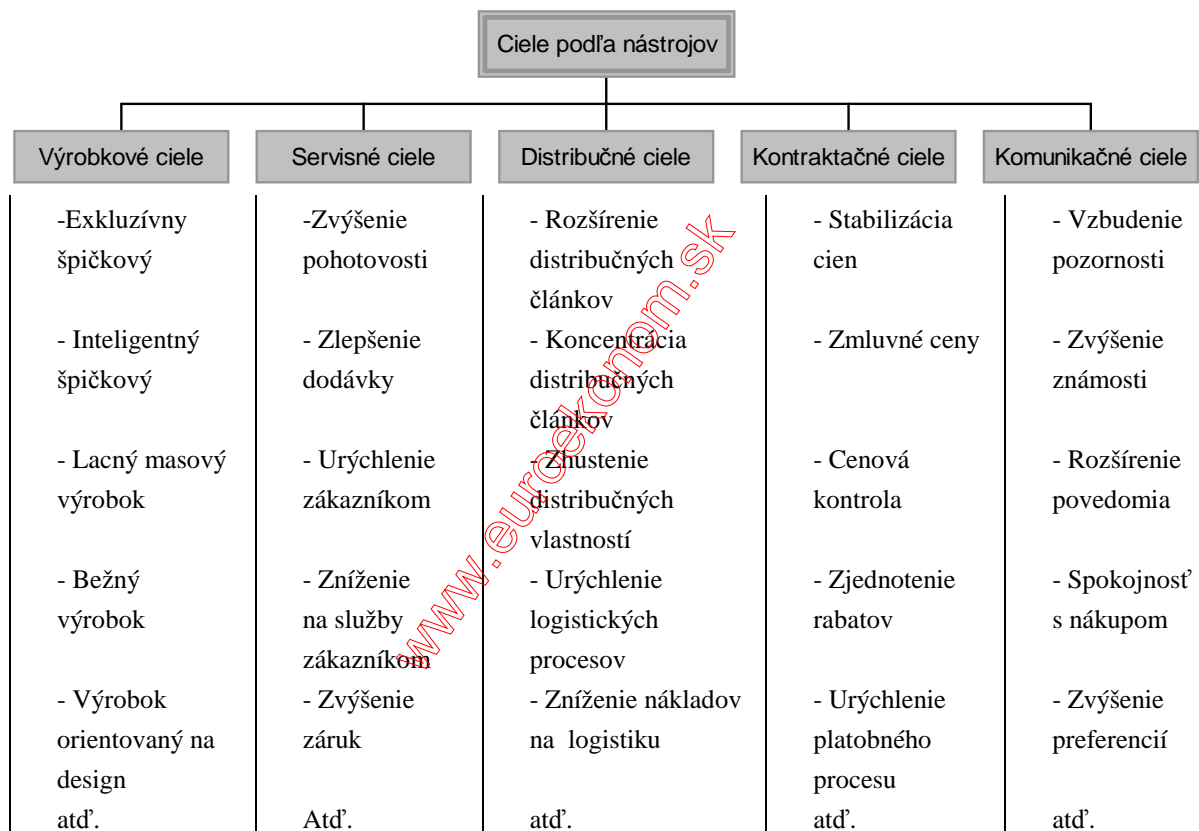 Ciele podľa nástrojov
Výrobkové ciele
Servisné ciele
Distribučné ciele
Kontraktačné ciele
Komunikačné ciele
-Exkluzívny
špičkový
- Inteligentný
špičkový
- Lacný masový
výrobok
- Bežný
výrobok
- Výrobok
orientovaný na
design
atď.
-Zvýšenie
pohotovosti
- Zlepšenie
dodávky
- Urýchlenie
zákazníkom
- Zníženie
na služby
zákazníkom
- Zvýšenie
záruk
Atď.
- Rozšírenie
distribučných
článkov
- Koncentrácia
distribučných
článkov
- Zhustenie
distribučných
vlastností
- Urýchlenie
logistických
procesov
- Zníženie nákladov
na logistiku
atď.
- Stabilizácia
cien
- Zmluvné ceny
- Cenová
kontrola
- Zjednotenie
rabatov
- Urýchlenie
platobného
procesu
atď.
- Vzbudenie
pozornosti
- Zvýšenie
známosti
- Rozšírenie
povedomia
- Spokojnosť
s nákupom
- Zvýšenie
preferencií
atď.
www.euroekonom.sk